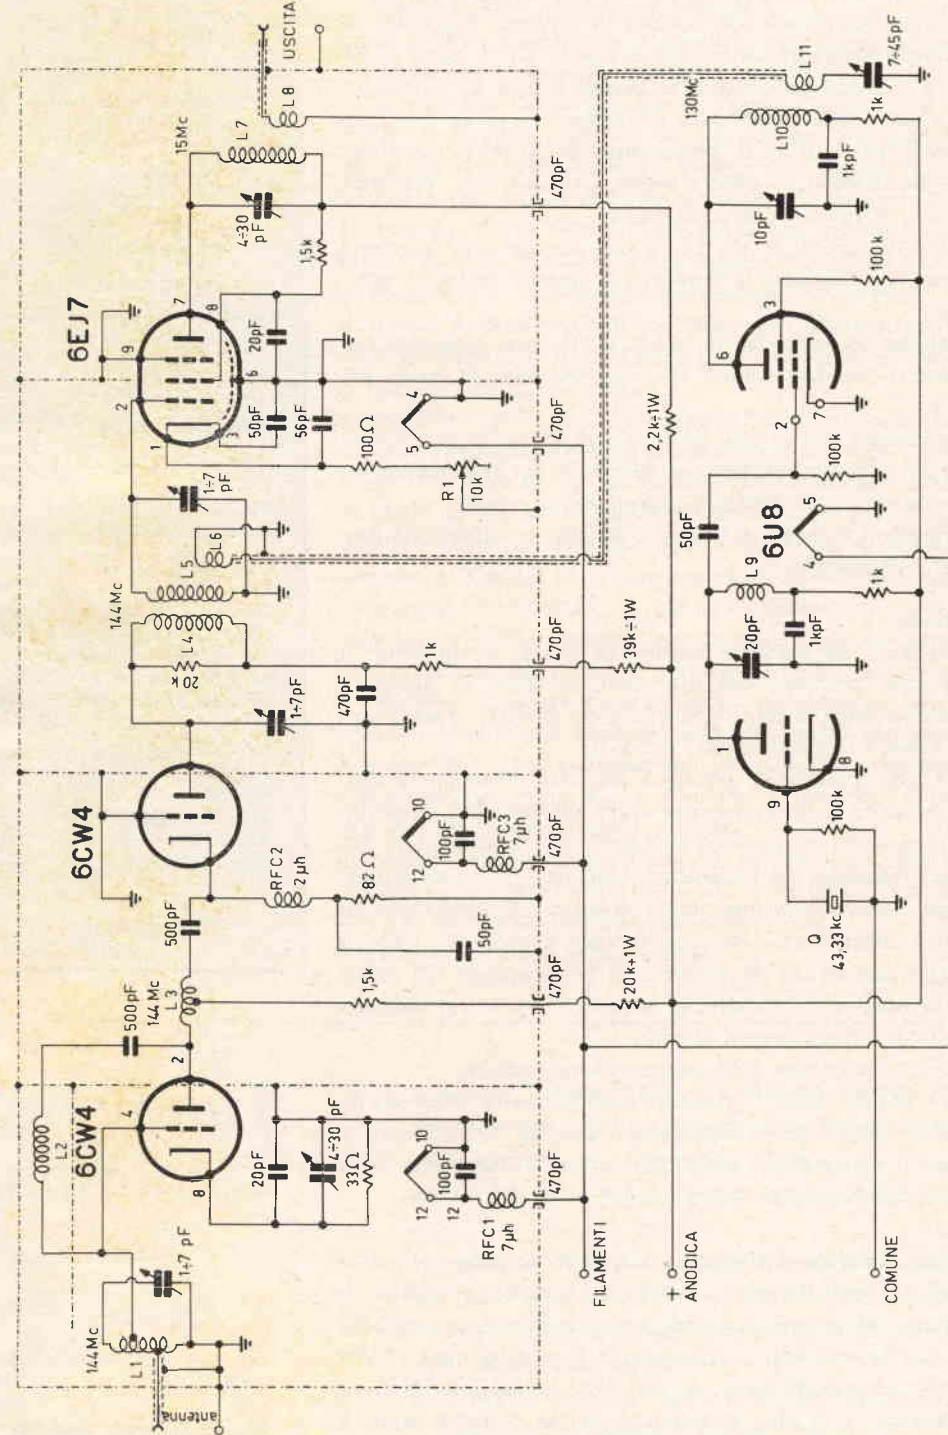 antenna
L1
144Mc
1÷7 pF
L2
6CW4
4
8
2
20pF
4÷30 pF
33Ω
10
12
100pF
12
RFC1
7µh
470pF
500pF
144Mc
L3
1,5k
470pF
20k÷1W
500pF
6CW4
RFC2
2µh
82Ω
50pF
10
12
100pF
RFC3
7µh
470pF
144Mc
L4
20k
1÷7pF
470pF
1k
470pF
39k÷1W
L5
L6
1÷7
pF
6EJ7
2
9
7
1
3
6
8
50pF
20pF
56pF
100Ω
R1
10k
4
5
470pF
2,2k÷1W
15Mc
4÷30
pF
L7
L8
1,5k
470pF
USCITA
FILAMENTI
+
ANODICA
COMUNE
Q
43,33kc
100k
9
1
8
20pF
L9
1kpF
1k
50pF
6U8
4
5
100k
2
6
3
7
100k
10pF
130Mc
L10
L11
1kpF
1k
7÷45pF